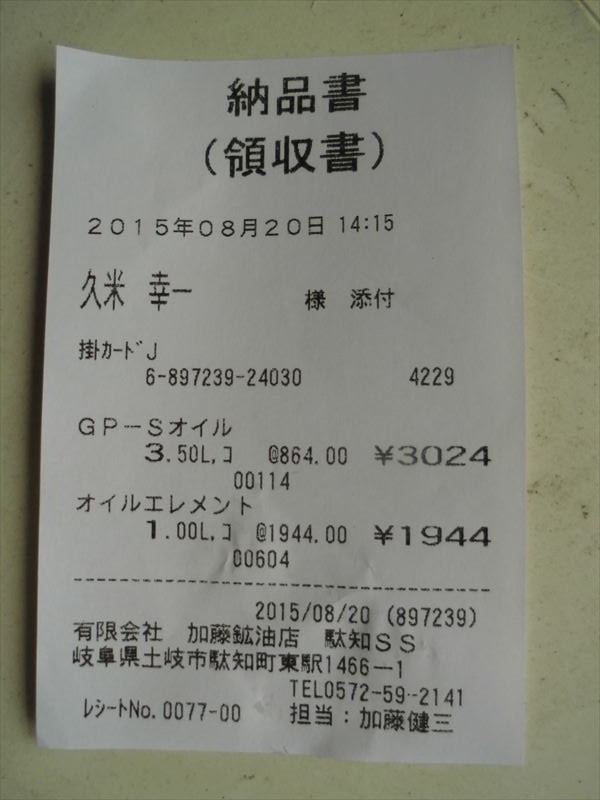 納品書
(領収書)
2015年08月20日 14:15
久米 幸一 様 添付
掛カードJ
6-897239-24030 4229
GP-Sオイル
3.50L,コ @864.00 ¥3024
00114
オイルエレメント
1.00L,コ @1944.00 ¥1944
00604
2015/08/20 (897239)
有限会社 加藤鉱油店 駄知SS
岐阜県土岐市駄知町東駅1466-1
TEL0572-59-2141
レシートNo. 0077-00 担当:加藤健三